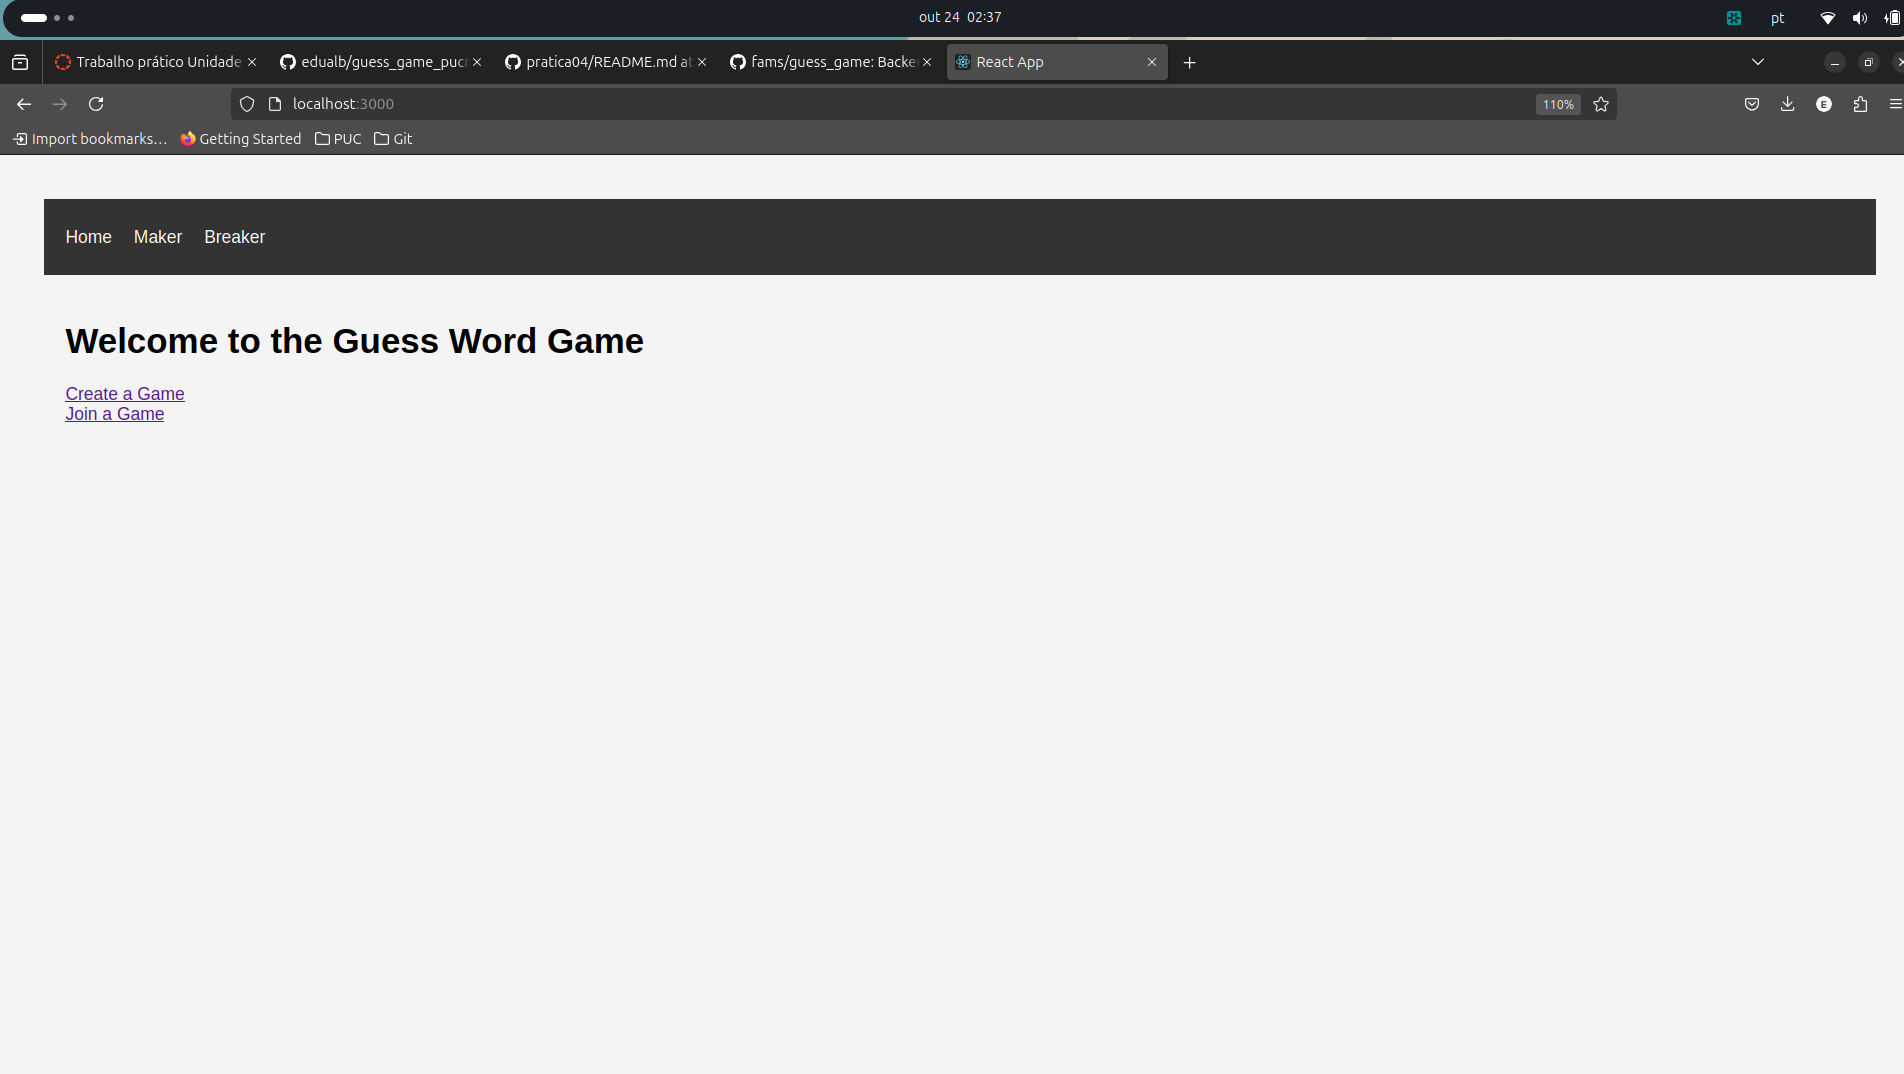 out 24 02:37
Trabalho prático Unidade
edualb/guess_game_pucr
pratica04/README.md at
fams/guess_game: Backe
React App
localhost:3000
110%
E
pt
Import bookmarks...
Getting Started
PUC
Git
Home Maker Breaker
Welcome to the Guess Word Game
Create a Game
Join a Game